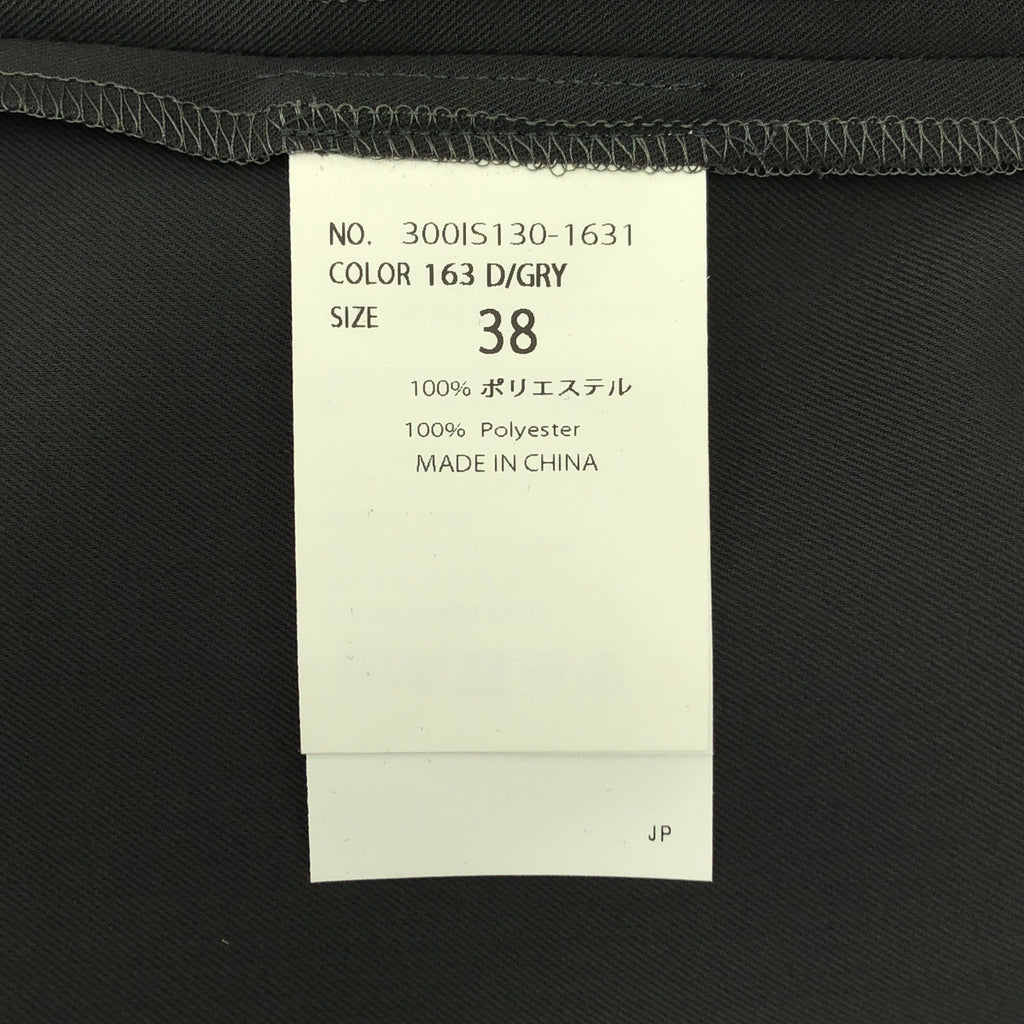 NO. 300IS130-1631
COLOR 163 D/GRY
SIZE 38
100% ポリエステル
100% Polyester
MADE IN CHINA
JP